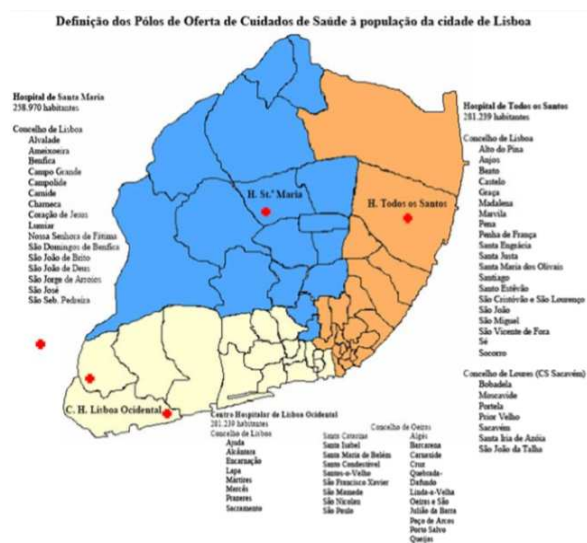 Definição dos Pólos de Oferta de Cuidados de Saúde à população da cidade de Lisboa
Hospital de Santa Maria
258.970 habitantes
Concelho de Lisboa
Alvalade
Ameixoeira
Benfica
Campo Grande
Campolide
Carnide
Charneca
Coração de Jesus
Lumiar
Nossa Senhora de Fátima
São Domingos de Benfica
São João de Brito
São João de Deus
São Jorge de Arroios
São José
São Seb. Pedreira
H. St.ª Maria
H. Todos os Santos
C. H. Lisboa Ocidental
Hospital de Todos os Santos
281.239 habitantes
Concelho de Lisboa
Alto do Pina
Anjos
Beato
Castelo
Graça
Madalena
Marvila
Pena
Penha de França
Santa Engrácia
Santa Justa
Santa Maria dos Olivais
Santiago
Santo Estêvão
São Cristóvão e São Lourenço
São João
São Miguel
São Vicente de Fora
Sé
Socorro
Concelho de Loures (CS Sacavém)
Bobadela
Moscavide
Portela
Prior Velho
Sacavém
Santa Iria de Azóia
São João da Talha
Centro Hospitalar de Lisboa Ocidental
281.239 habitantes
Concelho de Lisboa
Ajuda
Alcântara
Encarnação
Lapa
Mártires
Mercês
Prazeres
Sacramento
Santa Catarina
Santa Isabel
Santa Maria de Belém
Santo Condestável
Santos-o-Velho
São Francisco Xavier
São Mamede
São Nicolau
São Paulo
Concelho de Oeiras
Algés
Barcarena
Carnaxide
Cruz
Quebrada-
Dafundo
Linda-a-Velha
Oeiras e São
Julião da Barra
Paço de Arcos
Porto Salvo
Queijas